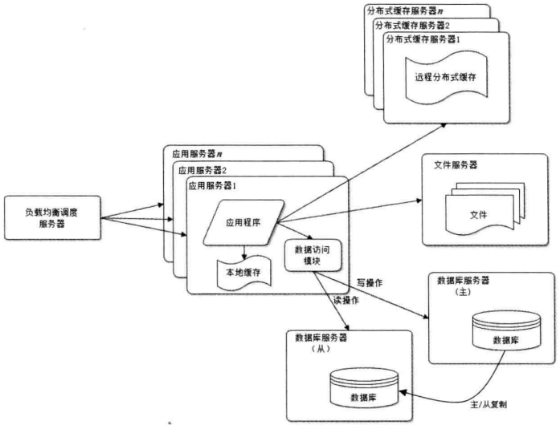 分布式缓存服务器n
分布式缓存服务器2
分布式缓存服务器1
远程分布式缓存
应用服务器n
应用服务器2
应用服务器1
文件服务器
负载均衡调度
服务器
应用程序
文件
数据访问
模块
本地缓存
写操作
读操作
数据库服务器
（主）
数据库
数据库服务器
（从）
数据库
主/从复制